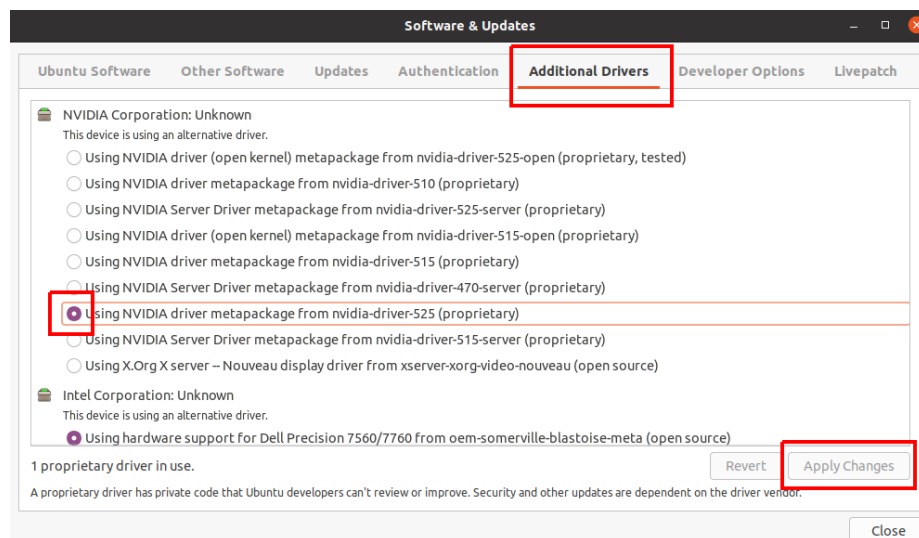 Software & Updates
Ubuntu Software Other Software Updates Authentication Additional Drivers Developer Options Livepatch
NVIDIA Corporation: Unknown
This device is using an alternative driver.
Using NVIDIA driver (open kernel) metapackage from nvidia-driver-525-open (proprietary, tested)
Using NVIDIA driver metapackage from nvidia-driver-510 (proprietary)
Using NVIDIA Server Driver metapackage from nvidia-driver-525-server (proprietary)
Using NVIDIA driver (open kernel) metapackage from nvidia-driver-515-open (proprietary)
Using NVIDIA driver metapackage from nvidia-driver-515 (proprietary)
Using NVIDIA Server Driver metapackage from nvidia-driver-470-server (proprietary)
Using NVIDIA driver metapackage from nvidia-driver-525 (proprietary)
Using NVIDIA Server Driver metapackage from nvidia-driver-515-server (proprietary)
Using X.Org X server -- Nouveau display driver from xserver-xorg-video-nouveau (open source)
Intel Corporation: Unknown
This device is using an alternative driver.
Using hardware support for Dell Precision 7560/7760 from oem-somerville-blastoise-meta (open source)
1 proprietary driver in use.
Revert Apply Changes
A proprietary driver has private code that Ubuntu developers can't review or improve. Security and other updates are dependent on the driver vendor.
Close